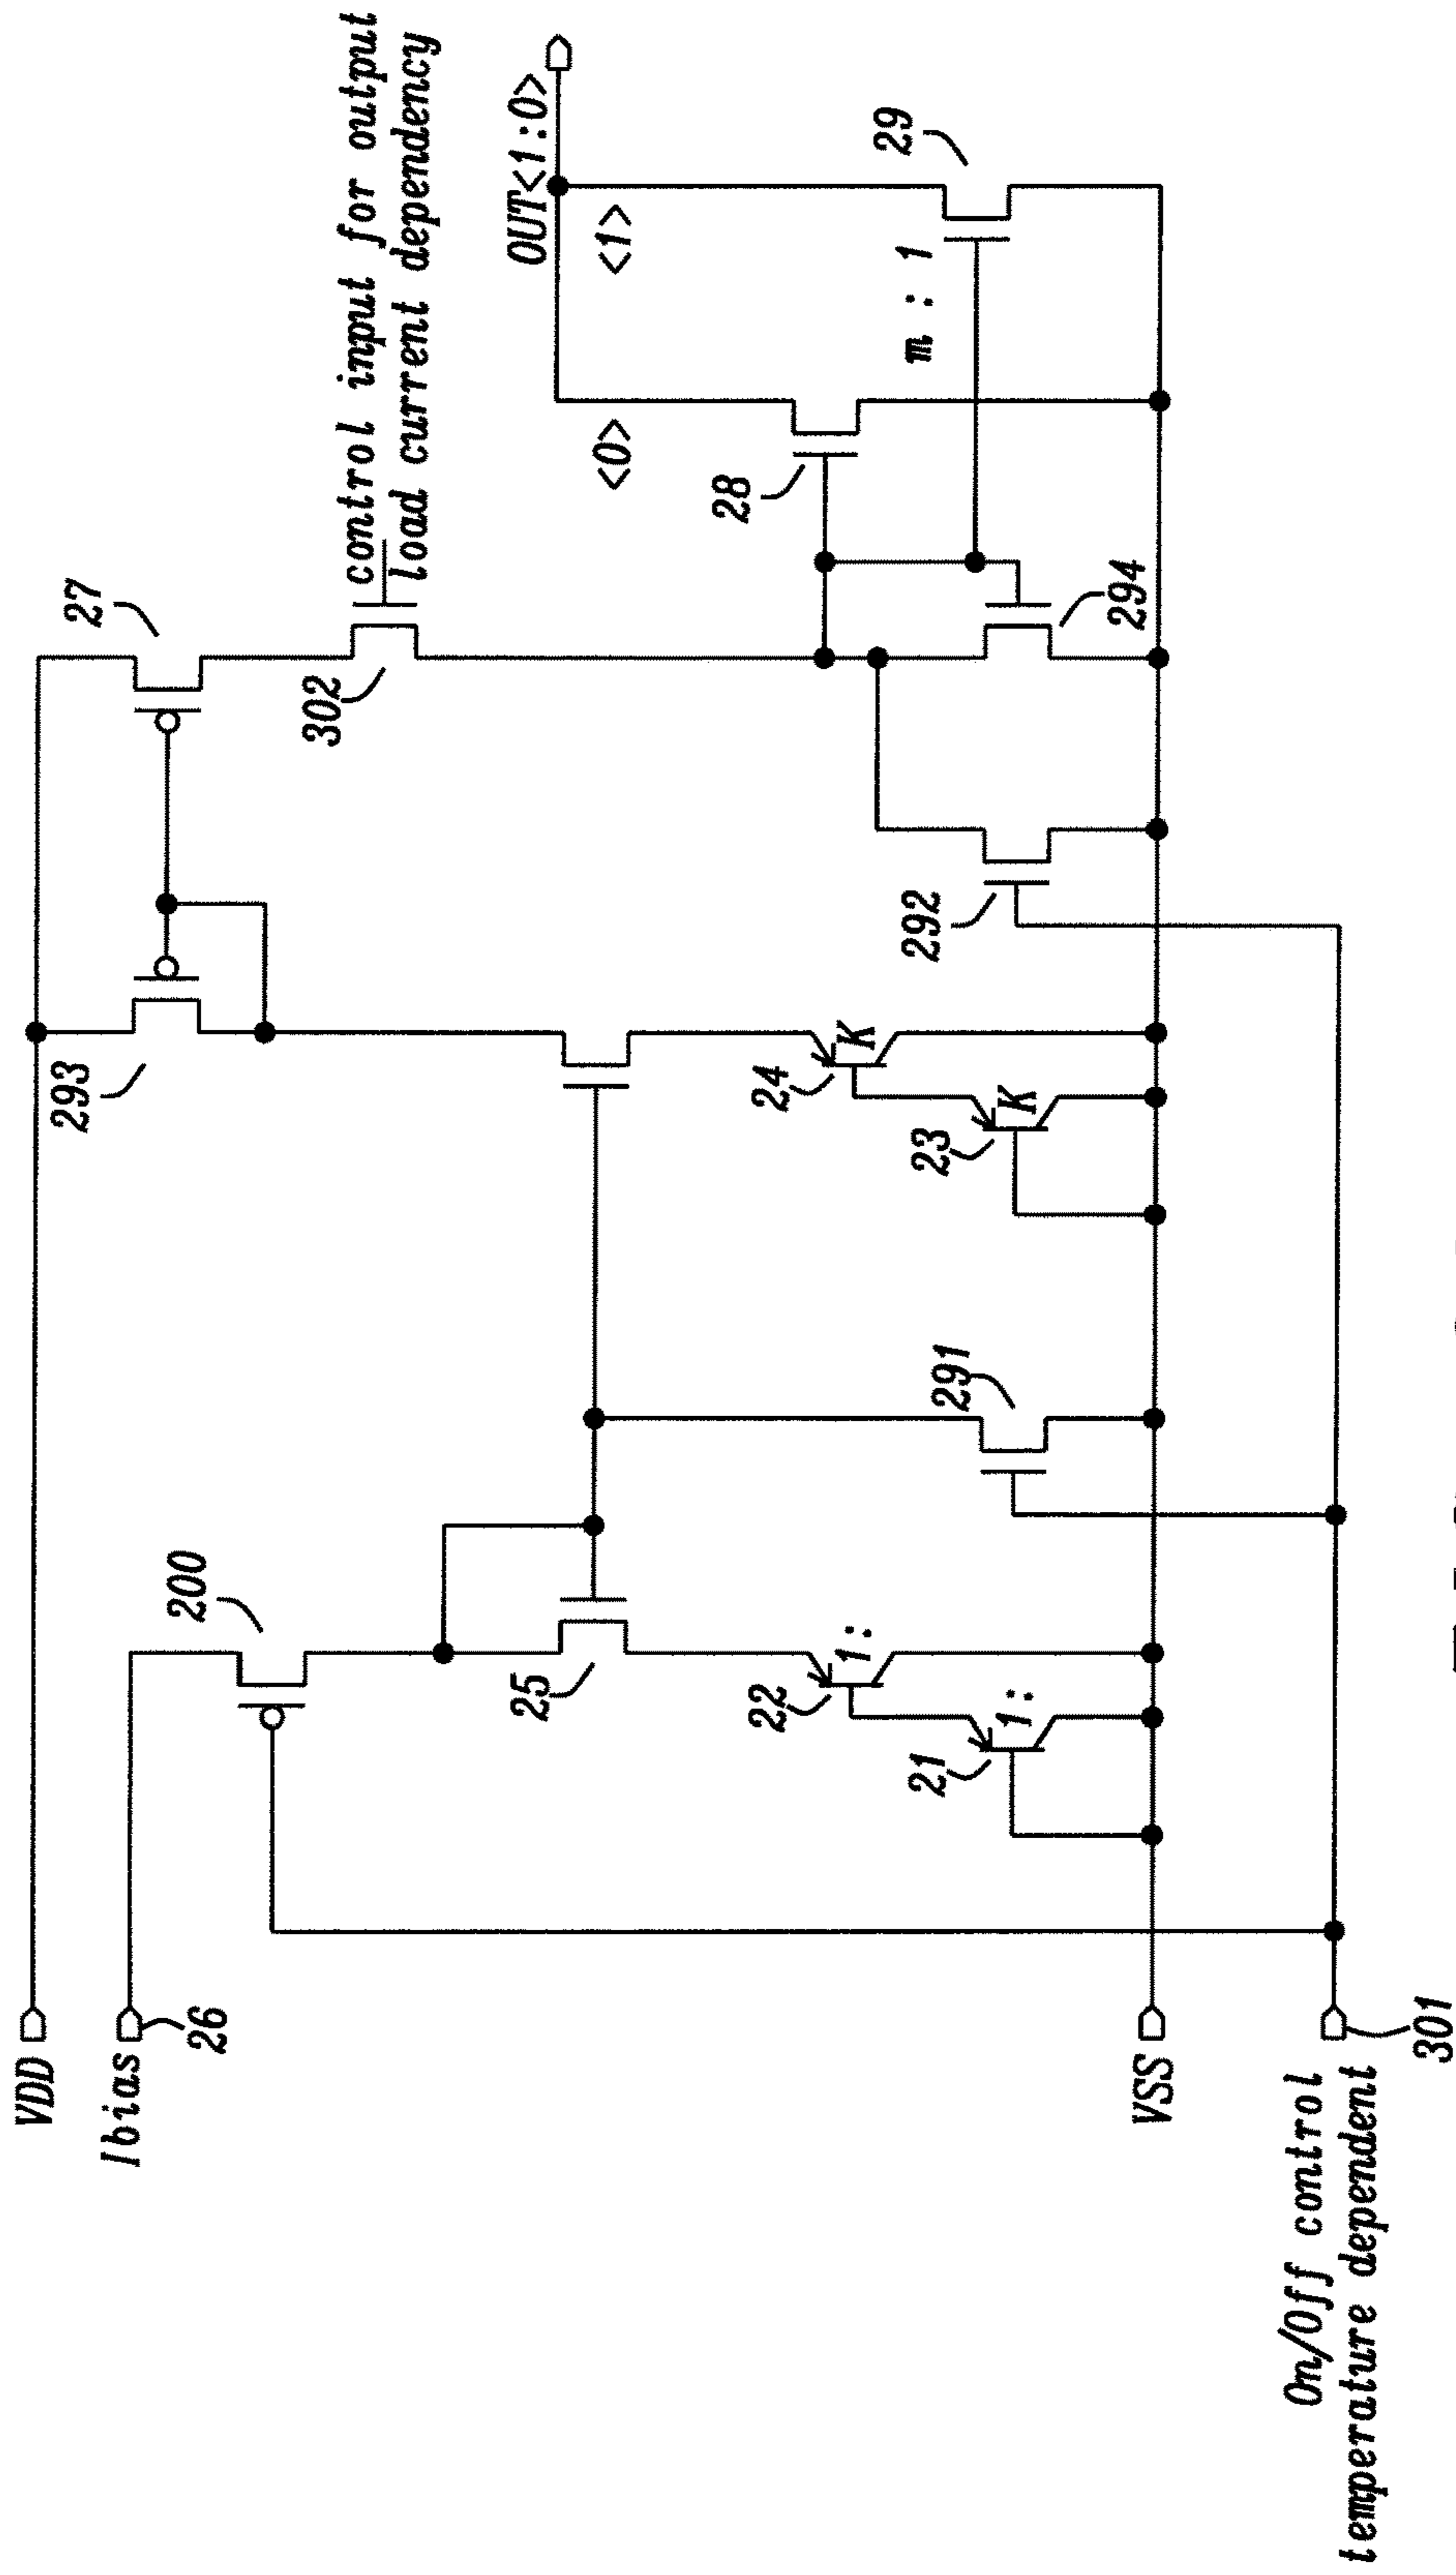 VDD
Ibias
26
200
293
27
control input for output
load current dependency
302
OUT<1:0>
<0>
<1>
25
22
1:
21
1:
291
24
K
23
K
292
28
m : 1
29
294
VSS
On/Off control
temperature dependent
301